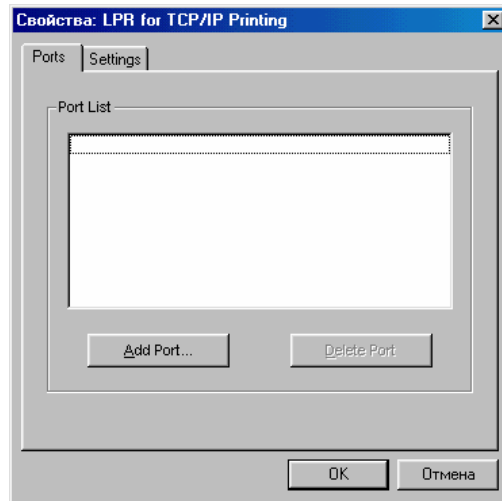 Свойства: LPR for TCP/IP Printing
Ports Settings
Port List
Add Port... Delete Port
OK Отмена